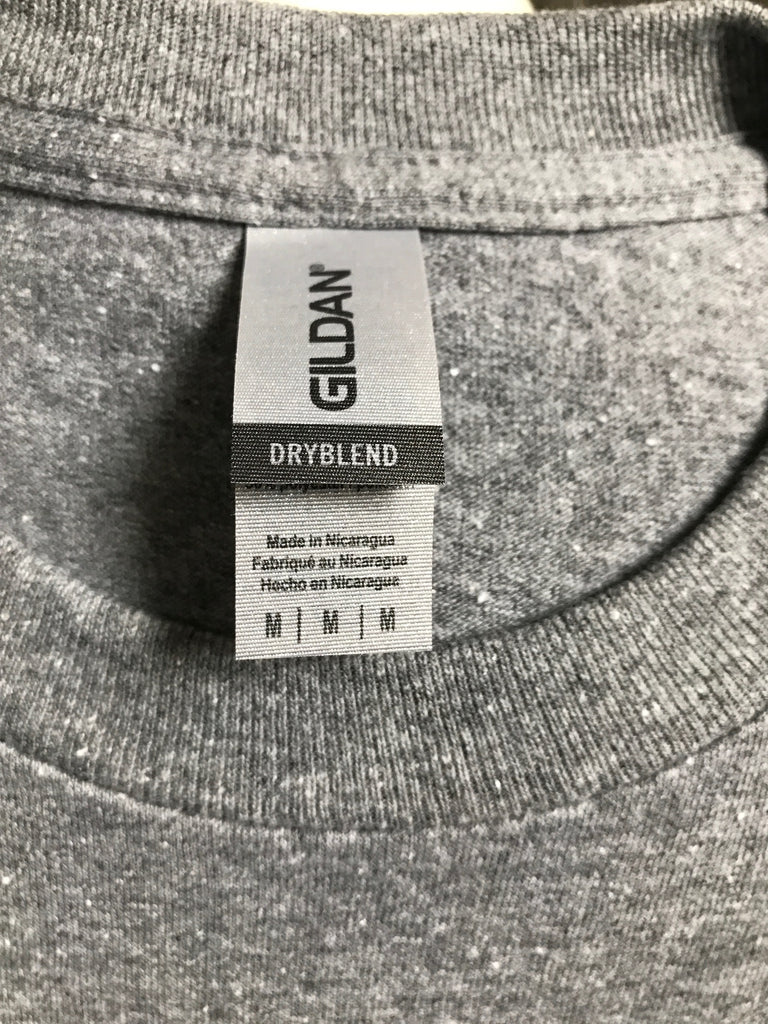 GILDAN®
DRYBLEND
Made in Nicaragua
Fabriqué au Nicaragua
Hecho en Nicaragua
M | M | M